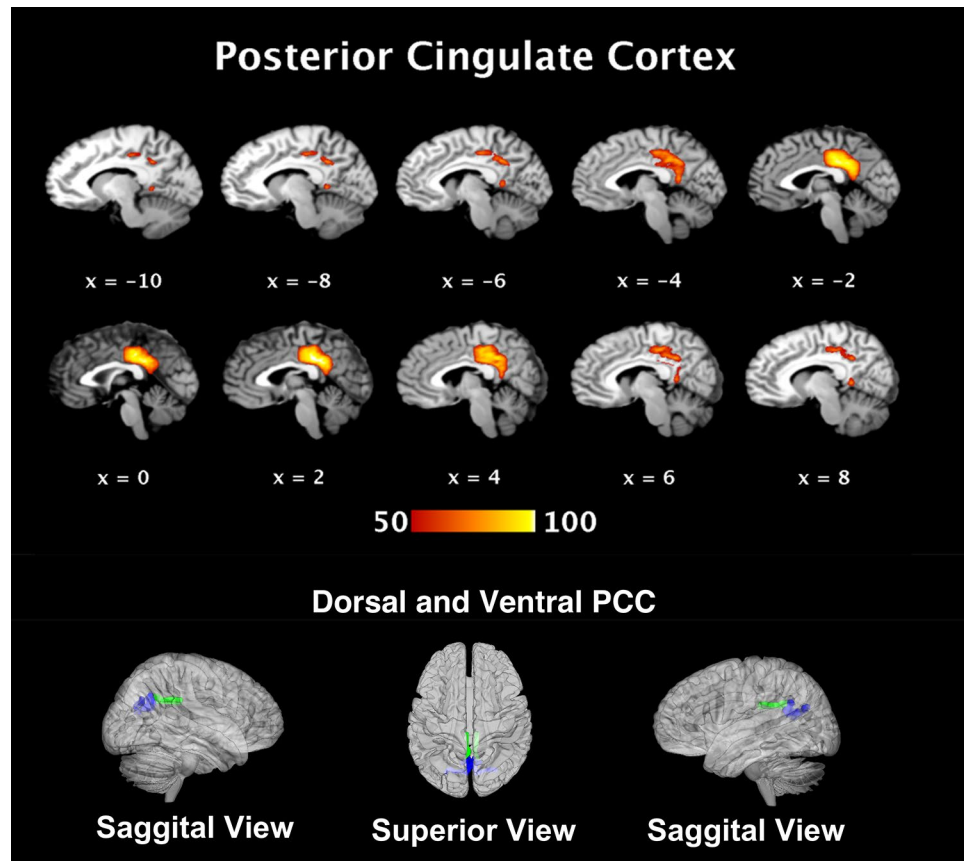 Posterior Cingulate Cortex
x = −10 x = −8 x = −6 x = −4 x = −2
x = 0 x = 2 x = 4 x = 6 x = 8
50 100
Dorsal and Ventral PCC
Saggital View Superior View Saggital View